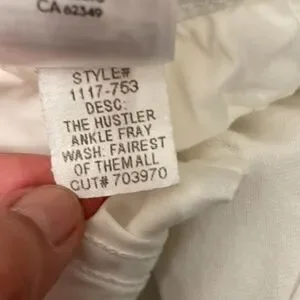 CA 62349
STYLE#
1117-753
DESC:
THE HUSTLER
ANKLE FRAY
WASH: FAIREST
OF THEM ALL
CUT# 703970